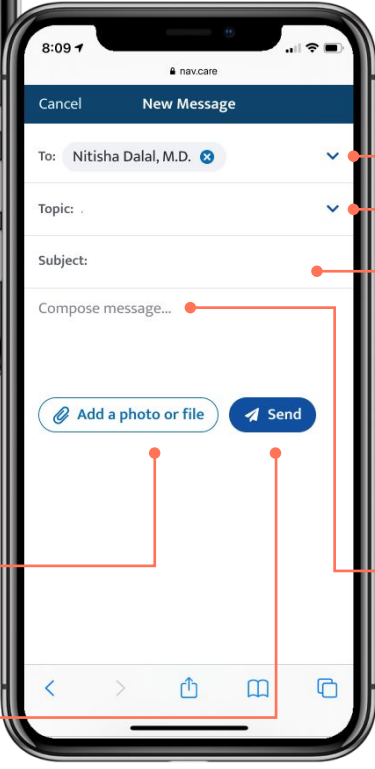 8:09
nav.care
Cancel New Message
To: Nitisha Dalal, M.D.
Topic: .
Subject:
Compose message...
Add a photo or file Send